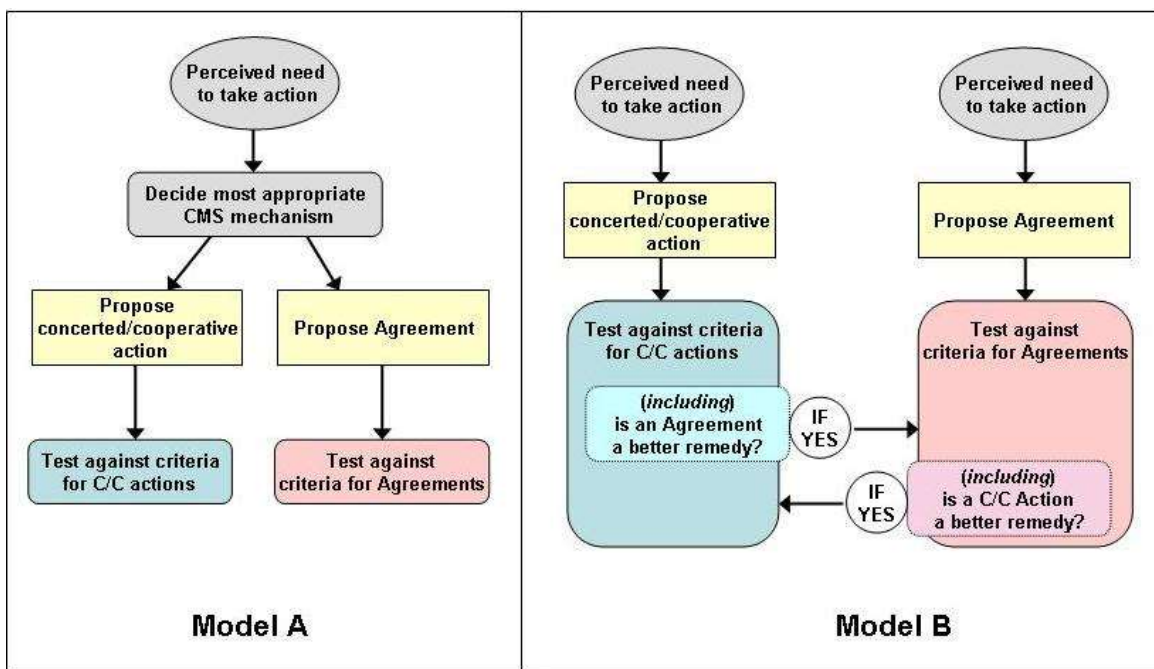 Perceived need
to take action
Decide most appropriate
CMS mechanism
Propose
concerted/cooperative
action
Propose Agreement
Test against criteria
for C/C actions
Test against
criteria for Agreements
Model A
Perceived need
to take action
Propose
concerted/cooperative
action
Test against criteria
for C/C actions
(including)
is an Agreement
a better remedy?
IF
YES
Perceived need
to take action
Propose Agreement
Test against
criteria for Agreements
(including)
is a C/C Action
a better remedy?
IF
YES
Model B